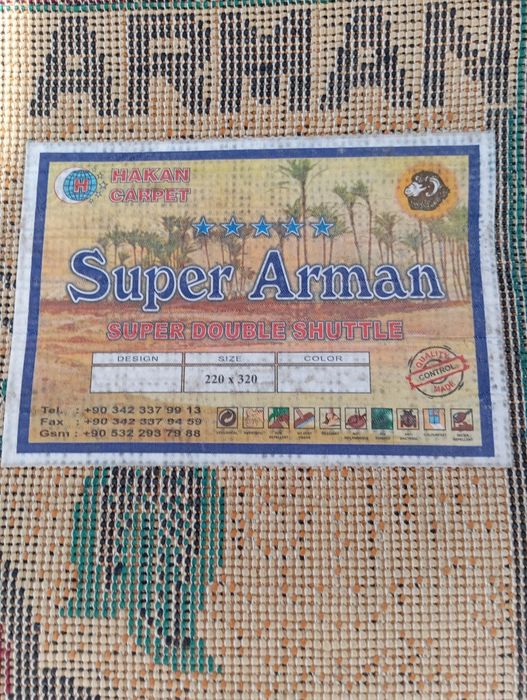 ARMAN
H
HAKAN
CARPET
Super Arman
SUPER DOUBLE SHUTTLE
DESIGN SIZE COLOR
220 x 320
QUALITY
CONTROL
MADE
Tel. : +90 342 337 99 13
Fax : +90 342 337 94 59
Gsm : +90 532 293 79 88